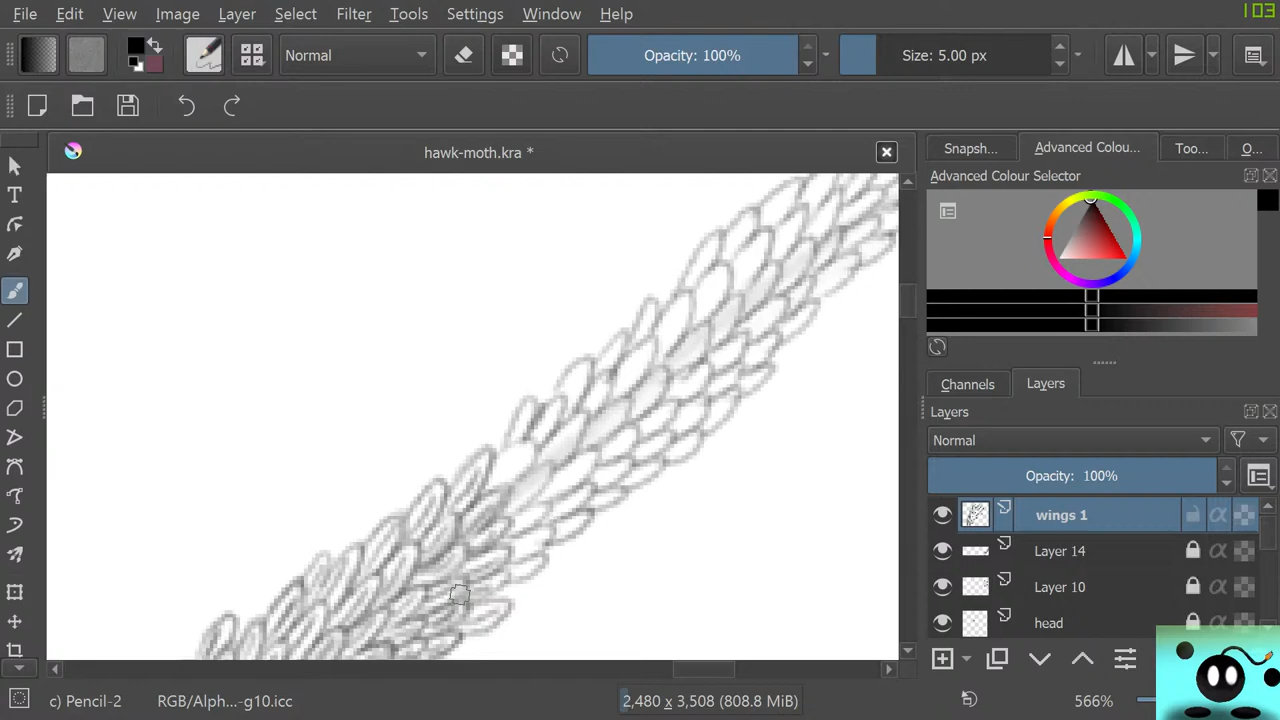 File Edit View Image Layer Select Filter Tools Settings Window Help 103
Normal Opacity: 100% Size: 5.00 px
hawk-moth.kra *
Snapsh... Advanced Colou... Too... O...
Advanced Colour Selector
Channels Layers
Layers
Normal
Opacity: 100%
wings 1
Layer 14
Layer 10
head
c) Pencil-2 RGB/Alph...-g10.icc 2,480 x 3,508 (808.8 MiB) 566%